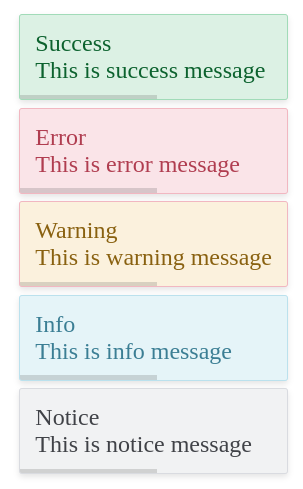 Success
This is success message
Error
This is error message
Warning
This is warning message
Info
This is info message
Notice
This is notice message